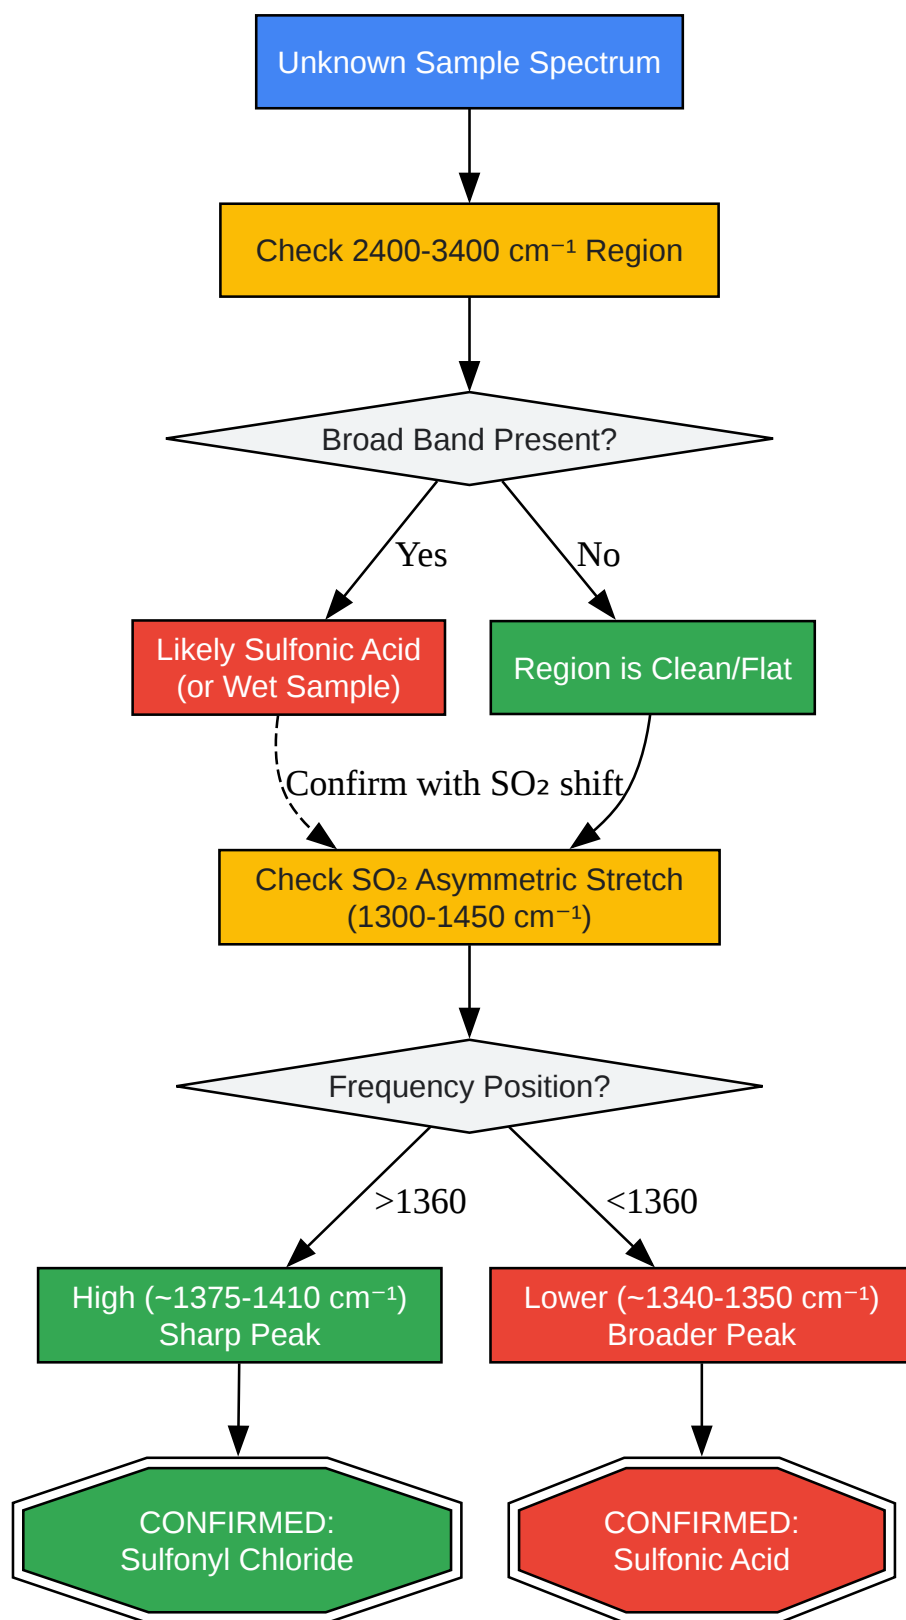 Unknown Sample Spectrum
Check 2400-3400 cm⁻¹ Region
Broad Band Present?
Yes
No
Likely Sulfonic Acid
(or Wet Sample)
Region is Clean/Flat
Confirm with SO₂ shift
Check SO₂ Asymmetric Stretch
(1300-1450 cm⁻¹)
Frequency Position?
>1360
<1360
High (~1375-1410 cm⁻¹)
Sharp Peak
Lower (~1340-1350 cm⁻¹)
Broader Peak
CONFIRMED:
Sulfonyl Chloride
CONFIRMED:
Sulfonic Acid